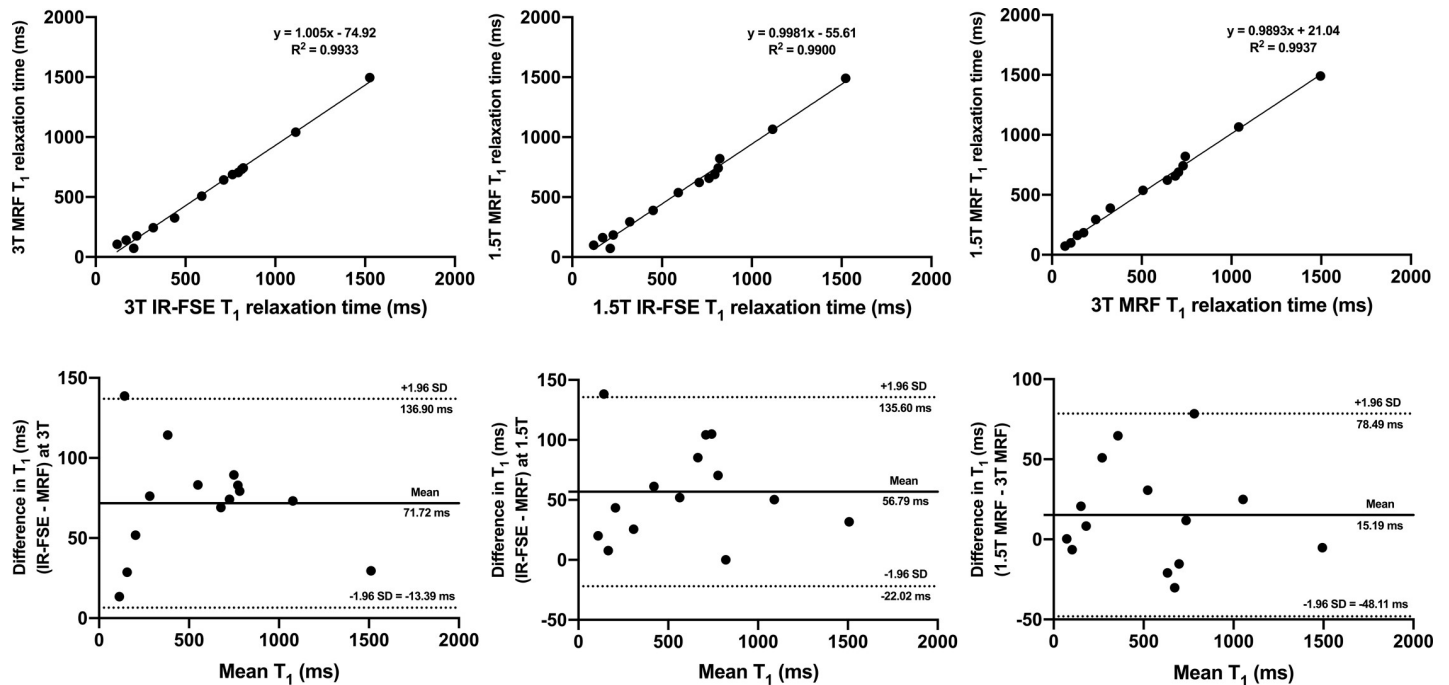 2000
1500
1000
500
0
3T MRF T₁ relaxation time (ms)
y = 1.005x - 74.92
R² = 0.9933
0 500 1000 1500 2000
3T IR-FSE T₁ relaxation time (ms)
2000
1500
1000
500
0
1.5T MRF T₁ relaxation time (ms)
y = 0.9981x - 55.61
R² = 0.9900
0 500 1000 1500 2000
1.5T IR-FSE T₁ relaxation time (ms)
2000
1500
1000
500
0
1.5T MRF T₁ relaxation time (ms)
y = 0.9893x + 21.04
R² = 0.9937
0 500 1000 1500 2000
3T MRF T₁ relaxation time (ms)
150
100
50
0
Difference in T₁ (ms)
(IR-FSE - MRF) at 3T
+1.96 SD
136.90 ms
Mean
71.72 ms
-1.96 SD = -13.39 ms
0 500 1000 1500 2000
Mean T₁ (ms)
150
100
50
0
-50
Difference in T₁ (ms)
(IR-FSE - MRF) at 1.5T
+1.96 SD
135.60 ms
Mean
56.79 ms
-1.96 SD
-22.02 ms
0 500 1000 1500 2000
Mean T₁ (ms)
100
50
0
-50
Difference in T₁ (ms)
(1.5T MRF - 3T MRF)
+1.96 SD
78.49 ms
Mean
15.19 ms
-1.96 SD = -48.11 ms
0 500 1000 1500 2000
Mean T₁ (ms)